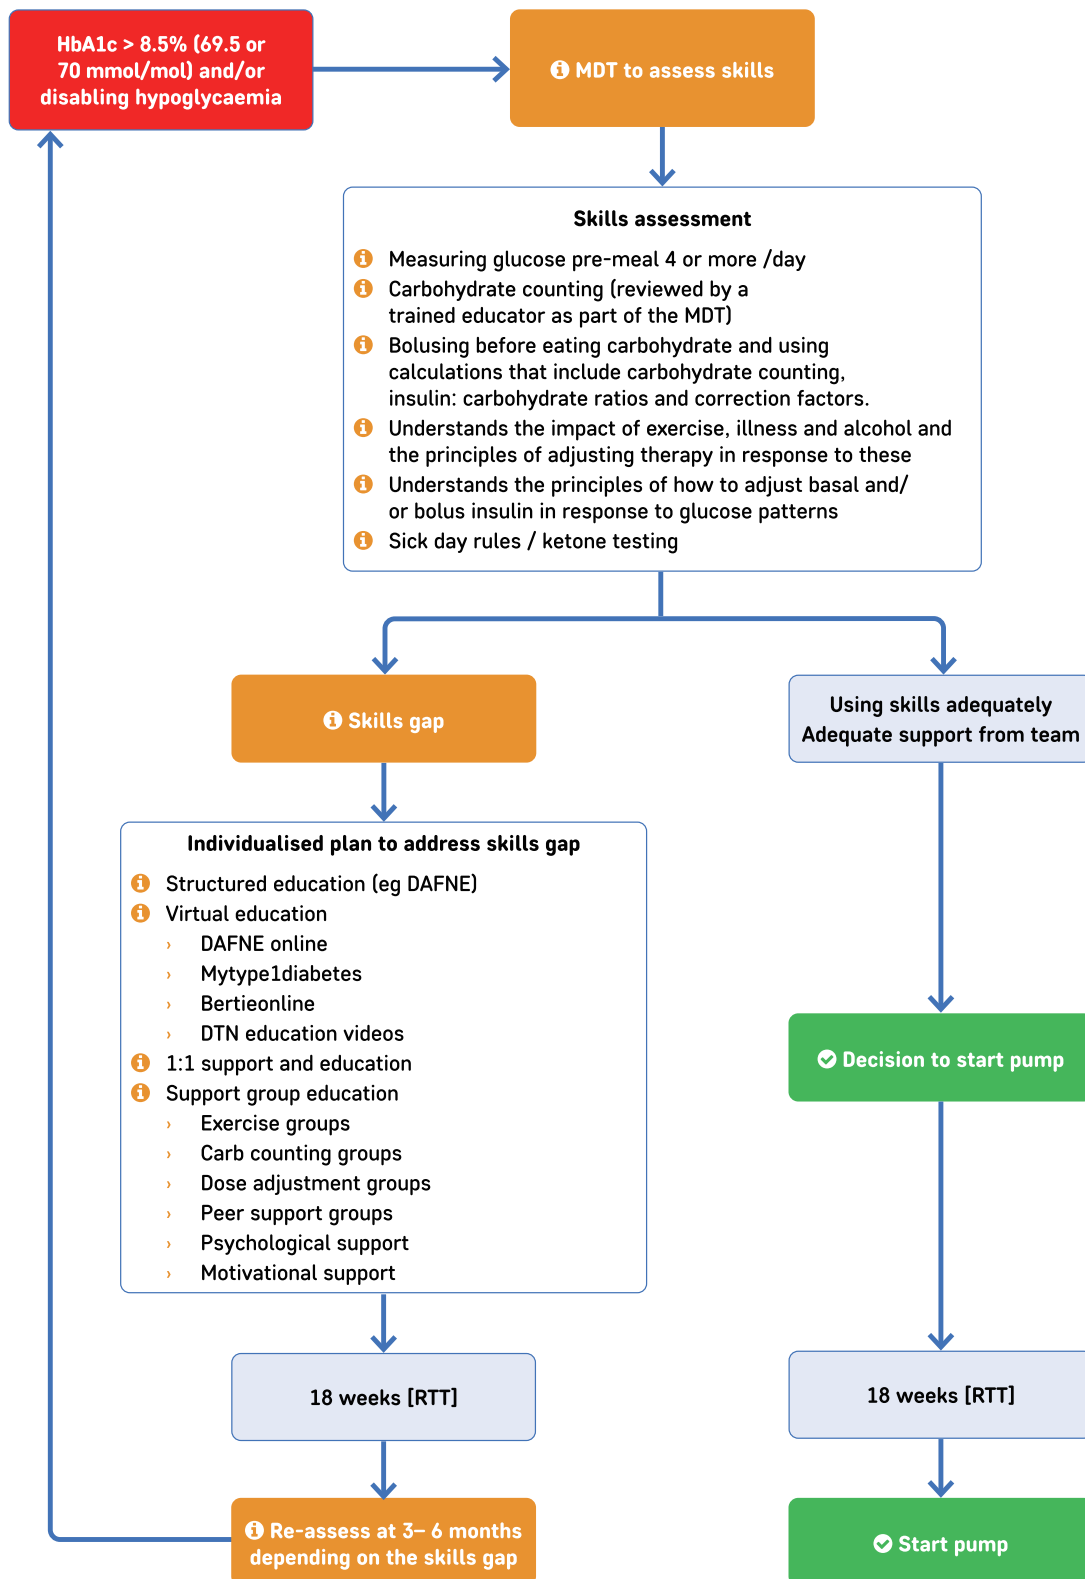 HbA1c > 8.5% (69.5 or
70 mmol/mol) and/or
disabling hypoglycaemia
MDT to assess skills
Skills assessment
Measuring glucose pre-meal 4 or more /day
Carbohydrate counting (reviewed by a
trained educator as part of the MDT)
Bolusing before eating carbohydrate and using
calculations that include carbohydrate counting,
insulin: carbohydrate ratios and correction factors.
Understands the impact of exercise, illness and alcohol and
the principles of adjusting therapy in response to these
Understands the principles of how to adjust basal and/
or bolus insulin in response to glucose patterns
Sick day rules / ketone testing
Skills gap
Using skills adequately
Adequate support from team
Individualised plan to address skills gap
Structured education (eg DAFNE)
Virtual education
› DAFNE online
› Mytype1diabetes
› Bertieonline
› DTN education videos
1:1 support and education
Support group education
› Exercise groups
› Carb counting groups
› Dose adjustment groups
› Peer support groups
› Psychological support
› Motivational support
Decision to start pump
18 weeks [RTT]
18 weeks [RTT]
Re-assess at 3– 6 months
depending on the skills gap
Start pump